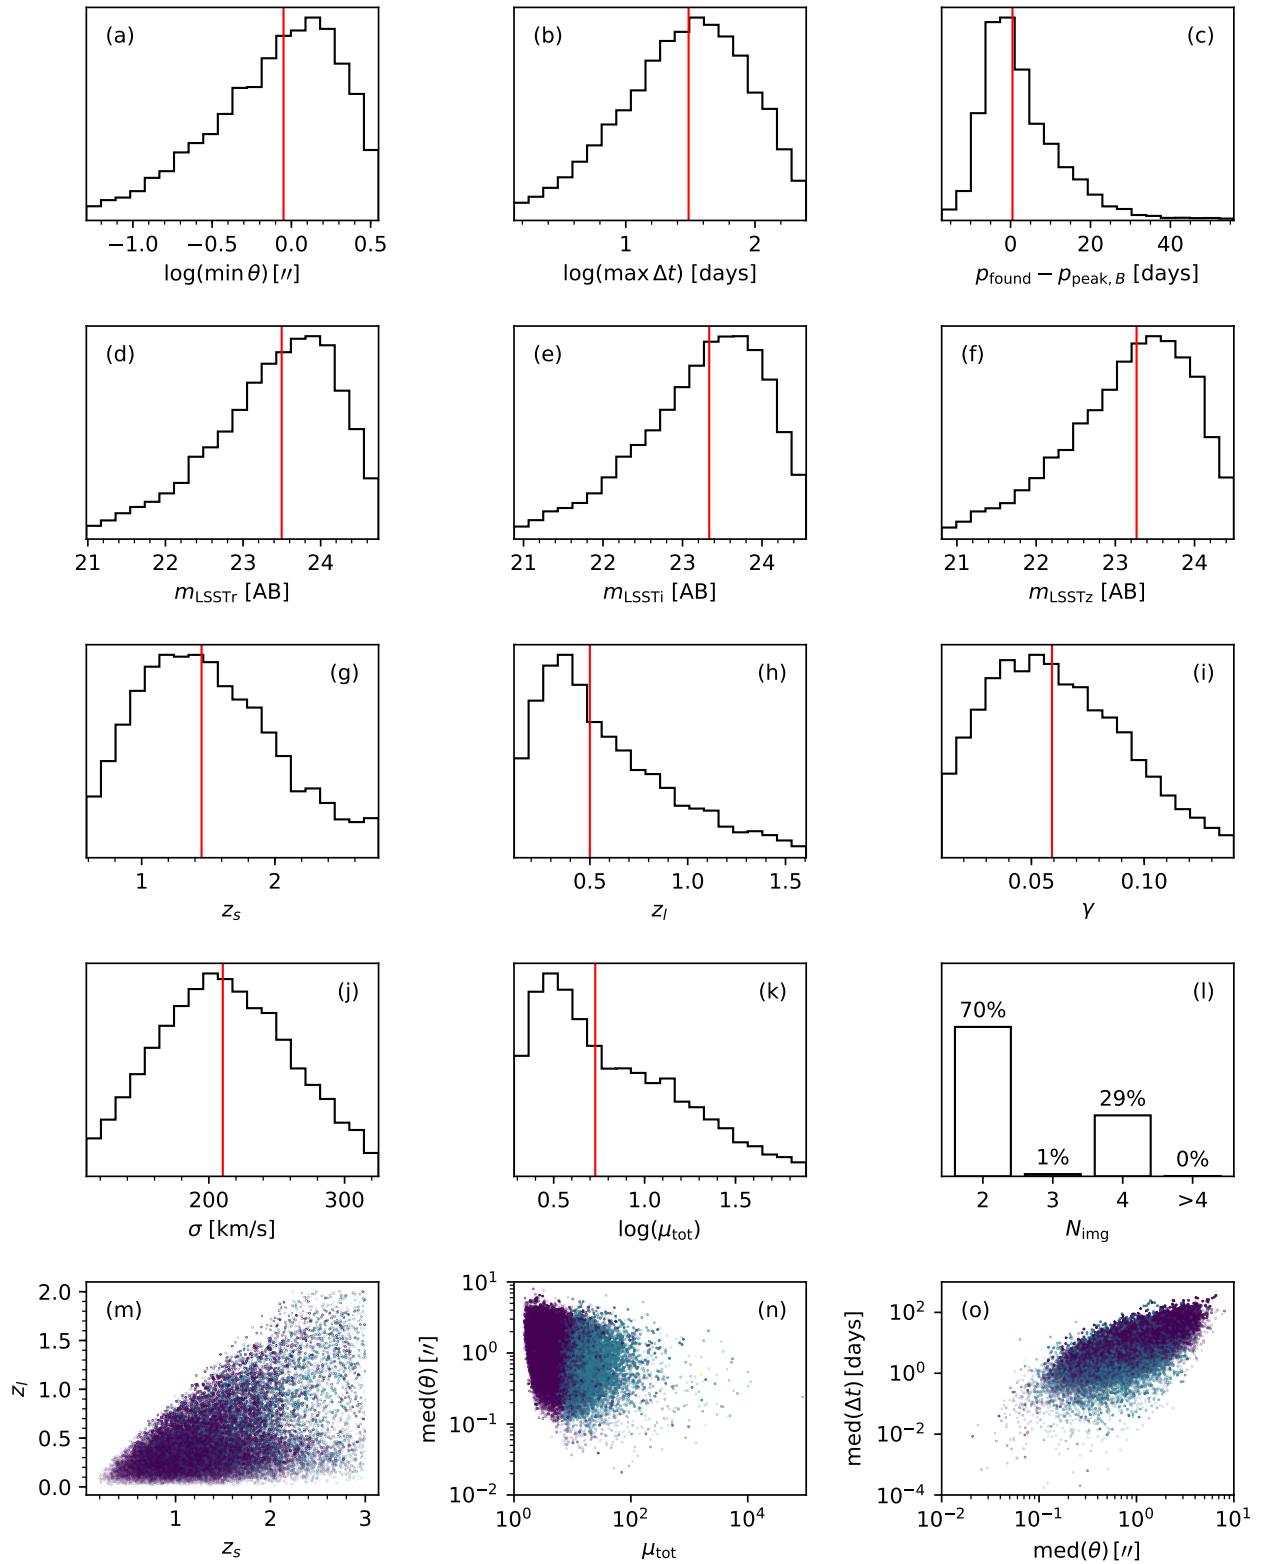 (a)
−1.0 −0.5 0.0 0.5
log(min θ) [″]
(b)
1 2
log(max Δt) [days]
(c)
0 20 40
p_found − p_peak, B [days]
(d)
21 22 23 24
m_LSSTr [AB]
(e)
21 22 23 24
m_LSSTi [AB]
(f)
21 22 23 24
m_LSSTz [AB]
(g)
1 2
z_s
(h)
0.5 1.0 1.5
z_l
(i)
0.05 0.10
γ
(j)
200 300
σ [km/s]
(k)
0.5 1.0 1.5
log(μ_tot)
(l)
70%
1%
29%
0%
2 3 4 >4
N_img
(m)
2.0
1.5
1.0
0.5
0.0
z_l
1 2 3
z_s
(n)
10^1
10^0
10^−1
10^−2
med(θ) [″]
10^0 10^2 10^4
μ_tot
(o)
10^2
10^0
10^−2
10^−4
med(Δt) [days]
10^−2 10^−1 10^0 10^1
med(θ) [″]